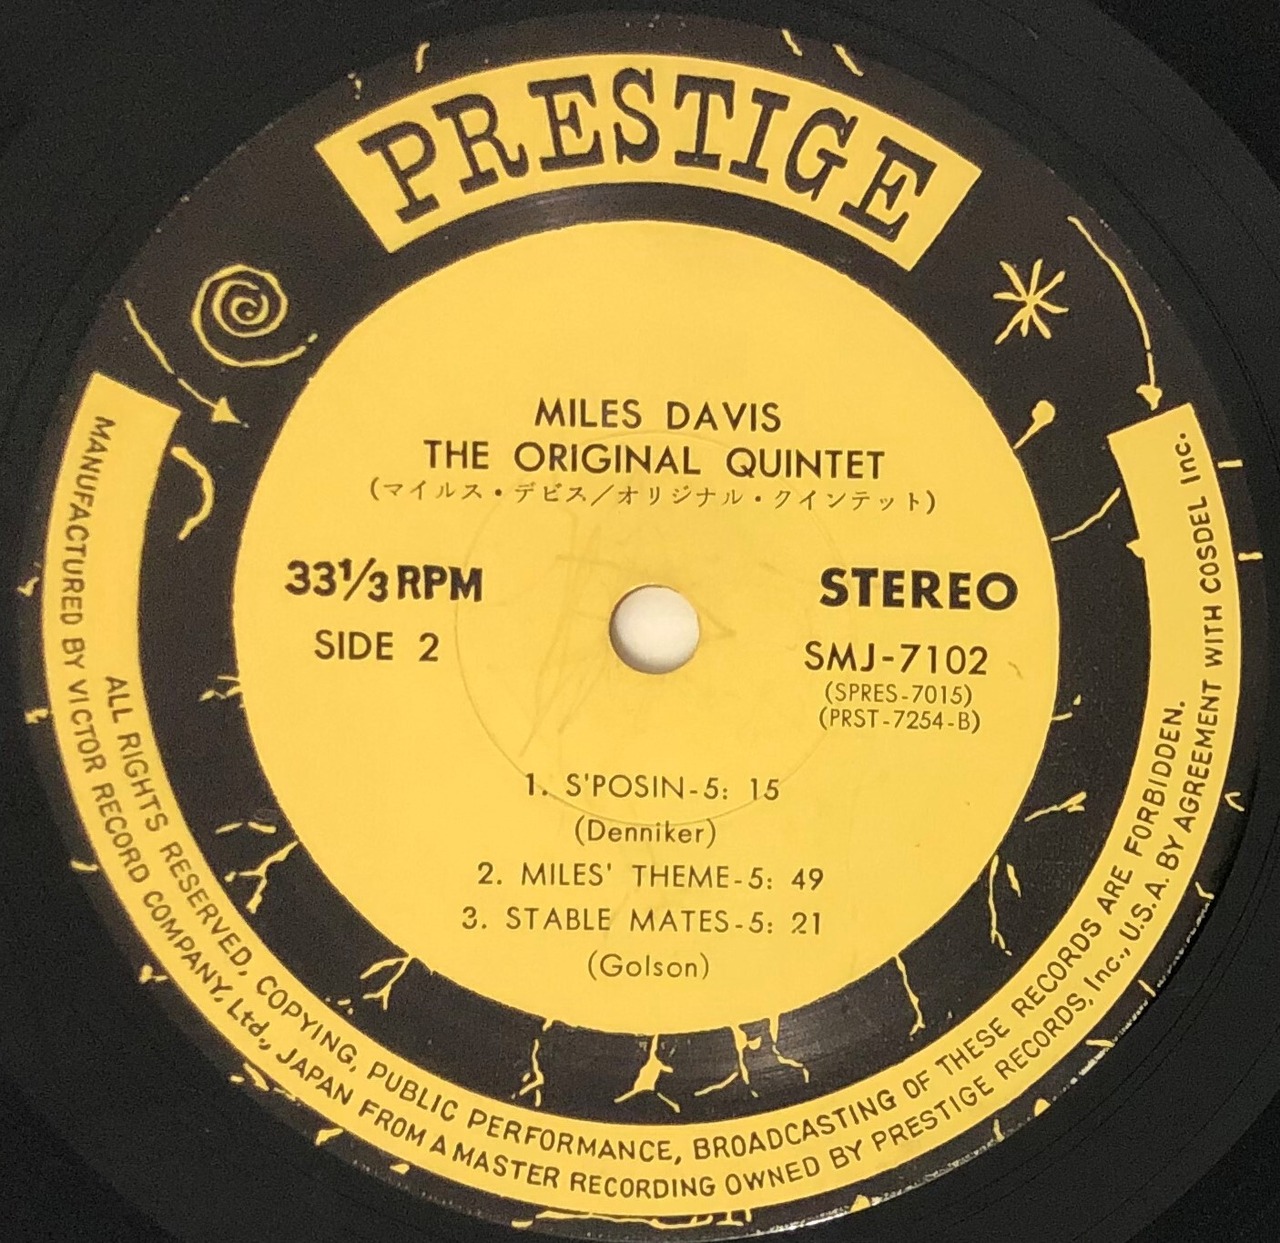 PRESTIGE
MILES DAVIS
THE ORIGINAL QUINTET
(マイルス・デビス／オリジナル・クインテット)
33⅓ RPM
SIDE 2
STEREO
SMJ-7102
(SPRES-7015)
(PRST-7254-B)
1. S'POSIN-5: 15
(Denniker)
2. MILES' THEME-5: 49
3. STABLE MATES-5: 21
(Golson)
ALL RIGHTS RESERVED, COPYING, PUBLIC PERFORMANCE, BROADCASTING OF THESE RECORDS ARE FORBIDDEN.
MANUFACTURED BY VICTOR RECORD COMPANY, Ltd., JAPAN FROM A MASTER RECORDING OWNED BY PRESTIGE RECORDS, Inc., U.S.A. BY AGREEMENT WITH COSDEL Inc.